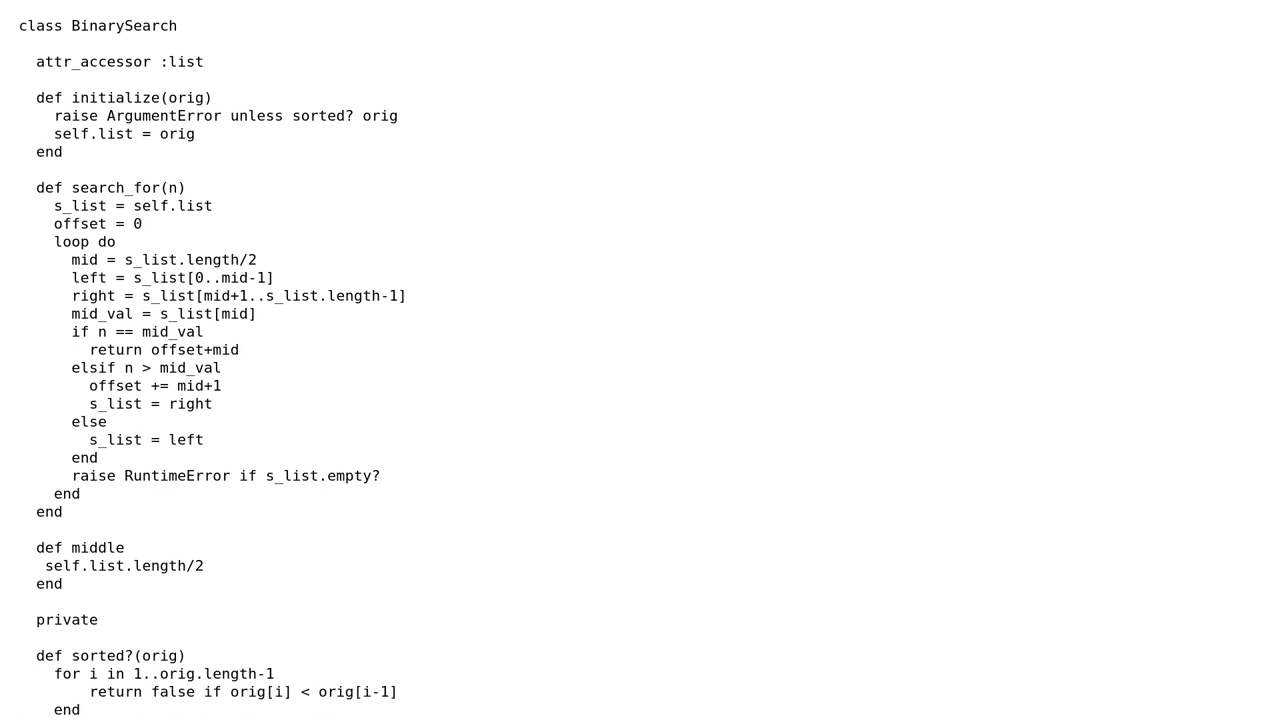 class BinarySearch

  attr_accessor :list

  def initialize(orig)
    raise ArgumentError unless sorted? orig
    self.list = orig
  end

  def search_for(n)
    s_list = self.list
    offset = 0
    loop do
      mid = s_list.length/2
      left = s_list[0..mid-1]
      right = s_list[mid+1..s_list.length-1]
      mid_val = s_list[mid]
      if n == mid_val
        return offset+mid
      elsif n > mid_val
        offset += mid+1
        s_list = right
      else
        s_list = left
      end
      raise RuntimeError if s_list.empty?
    end
  end

  def middle
   self.list.length/2
  end

  private

  def sorted?(orig)
    for i in 1..orig.length-1
        return false if orig[i] < orig[i-1]
    end